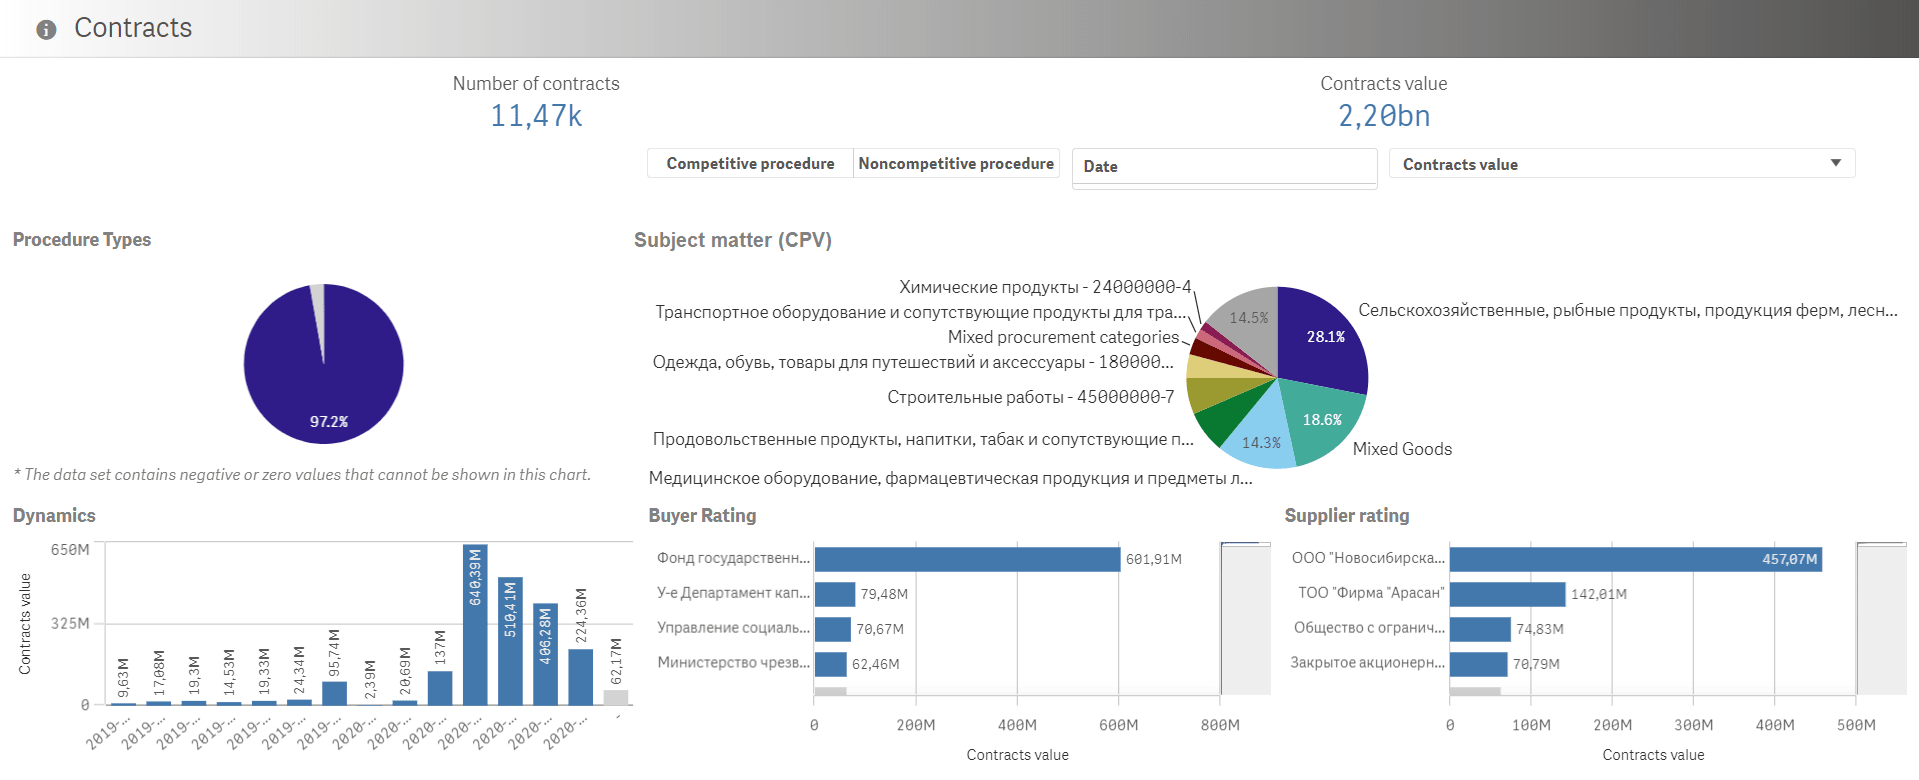 Contracts
Number of contracts
11,47k
Contracts value
2,20bn
Competitive procedure
Noncompetitive procedure
Date
Contracts value
Procedure Types
97.2%
* The data set contains negative or zero values that cannot be shown in this chart.
Subject matter (CPV)
Химические продукты - 24000000-4
Транспортное оборудование и сопутствующие продукты для тра...
Mixed procurement categories
Одежда, обувь, товары для путешествий и аксессуары - 180000...
Строительные работы - 45000000-7
Продовольственные продукты, напитки, табак и сопутствующие п...
Медицинское оборудование, фармацевтическая продукция и предметы л...
14.5%
28.1%
18.6%
14.3%
Сельскохозяйственные, рыбные продукты, продукция ферм, лесн...
Mixed Goods
Dynamics
Contracts value
650M
325M
0
9,63M
17,08M
19,3M
14,53M
19,33M
24,34M
95,74M
2,39M
20,69M
137M
640,39M
510,41M
406,28M
224,36M
62,17M
2019-...
2019-...
2019-...
2019-...
2019-...
2019-...
2019-...
2020-...
2020-...
2020-...
2020-...
2020-...
2020-...
2020-...
-
Buyer Rating
Фонд государственн...
601,91M
У-е Департамент кап...
79,48M
Управление социаль...
70,67M
Министерство чрезв...
62,46M
0
200M
400M
600M
800M
Contracts value
Supplier rating
ООО "Новосибирска...
457,07M
ТОО "Фирма "Арасан"
142,01M
Общество с огранич...
74,83M
Закрытое акционерн...
70,79M
0
100M
200M
300M
400M
500M
Contracts value